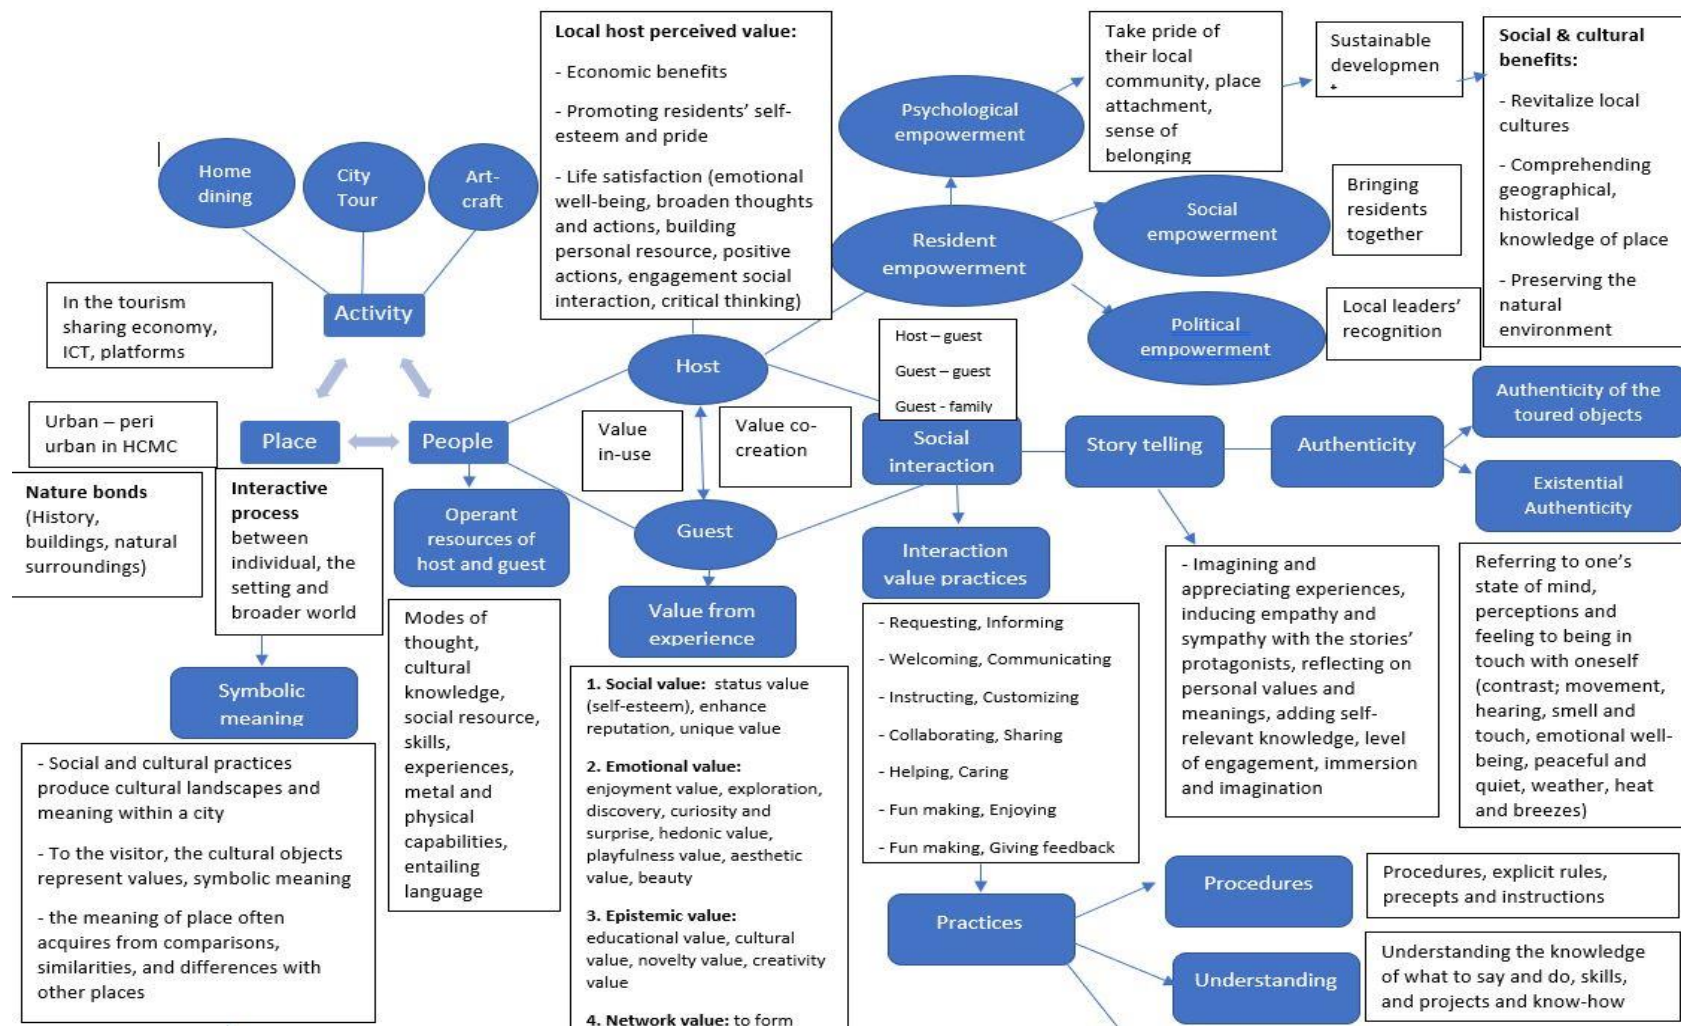 Local host perceived value:
- Economic benefits
- Promoting residents' self-
esteem and pride
- Life satisfaction (emotional
well-being, broaden thoughts
and actions, building
personal resource, positive
actions, engagement social
interaction, critical thinking)
Psychological
empowerment
Take pride of
their local
community, place
attachment,
sense of
belonging
Sustainable
developmen
Social & cultural
benefits:
- Revitalize local
cultures
- Comprehending
geographical,
historical
knowledge of place
- Preserving the
natural
environment
Home
dining
City
Tour
Art-
craft
Resident
empowerment
Social
empowerment
Bringing
residents
together
Political
empowerment
Local leaders'
recognition
In the tourism
sharing economy,
ICT, platforms
Activity
Host
Host – guest
Guest – guest
Guest - family
Urban – peri
urban in HCMC
Place
People
Value
in-use
Value co-
creation
Social
interaction
Story telling
Authenticity
Authenticity of the
toured objects
Existential
Authenticity
Nature bonds
(History,
buildings, natural
surroundings)
Interactive
process
between
individual, the
setting and
broader world
Operant
resources of
host and guest
Guest
Interaction
value practices
Value from
experience
Symbolic
meaning
Modes of
thought,
cultural
knowledge,
social resource,
skills,
experiences,
metal and
physical
capabilities,
entailing
language
- Social and cultural practices
produce cultural landscapes and
meaning within a city
- To the visitor, the cultural objects
represent values, symbolic meaning
- the meaning of place often
acquires from comparisons,
similarities, and differences with
other places
1. Social value: status value
(self-esteem), enhance
reputation, unique value
2. Emotional value:
enjoyment value, exploration,
discovery, curiosity and
surprise, hedonic value,
playfulness value, aesthetic
value, beauty
3. Epistemic value:
educational value, cultural
value, novelty value, creativity
value
4. Network value: to form
- Requesting, Informing
- Welcoming, Communicating
- Instructing, Customizing
- Collaborating, Sharing
- Helping, Caring
- Fun making, Enjoying
- Fun making, Giving feedback
- Imagining and
appreciating experiences,
inducing empathy and
sympathy with the stories'
protagonists, reflecting on
personal values and
meanings, adding self-
relevant knowledge, level
of engagement, immersion
and imagination
Referring to one's
state of mind,
perceptions and
feeling to being in
touch with oneself
(contrast; movement,
hearing, smell and
touch, emotional well-
being, peaceful and
quiet, weather, heat
and breezes)
Practices
Procedures
Procedures, explicit rules,
precepts and instructions
Understanding
Understanding the knowledge
of what to say and do, skills,
and projects and know-how